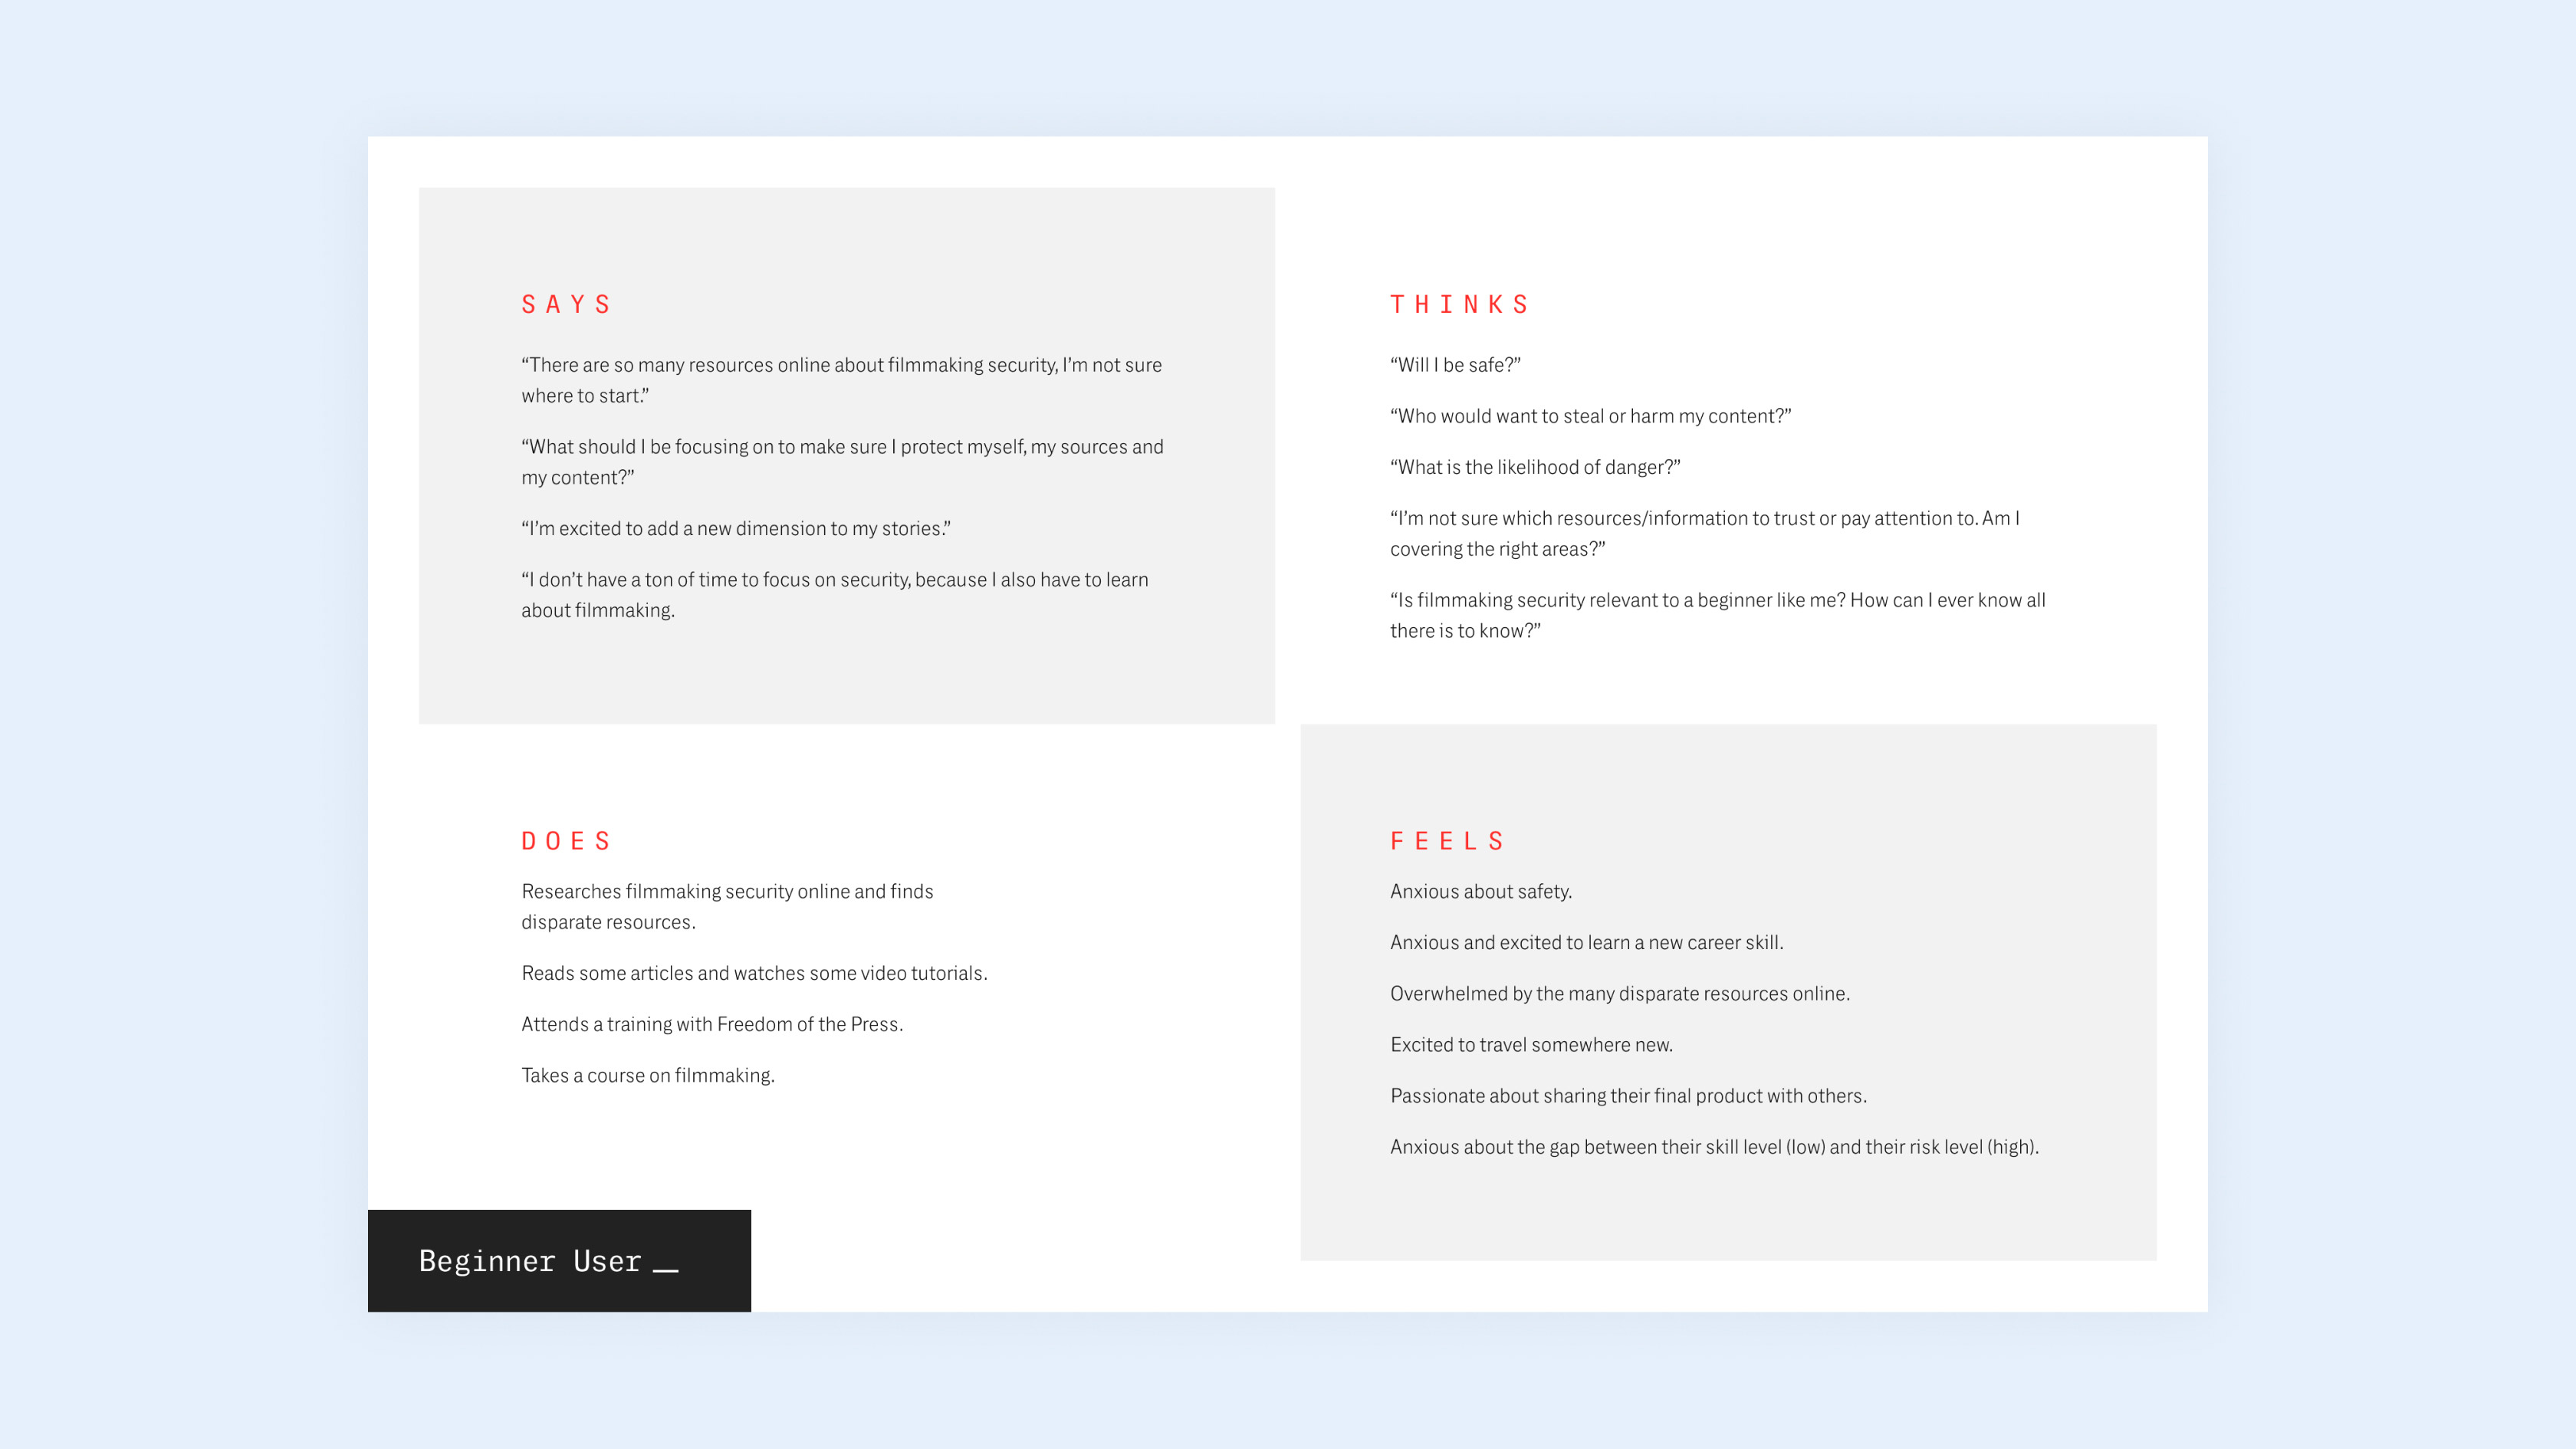 SAYS
“There are so many resources online about filmmaking security, I’m not sure
where to start.”
“What should I be focusing on to make sure I protect myself, my sources and
my content?”
“I’m excited to add a new dimension to my stories.”
“I don’t have a ton of time to focus on security, because I also have to learn
about filmmaking.
THINKS
“Will I be safe?”
“Who would want to steal or harm my content?”
“What is the likelihood of danger?”
“I’m not sure which resources/information to trust or pay attention to. Am I
covering the right areas?”
“Is filmmaking security relevant to a beginner like me? How can I ever know all
there is to know?”
DOES
Researches filmmaking security online and finds
disparate resources.
Reads some articles and watches some video tutorials.
Attends a training with Freedom of the Press.
Takes a course on filmmaking.
FEELS
Anxious about safety.
Anxious and excited to learn a new career skill.
Overwhelmed by the many disparate resources online.
Excited to travel somewhere new.
Passionate about sharing their final product with others.
Anxious about the gap between their skill level (low) and their risk level (high).
Beginner User _